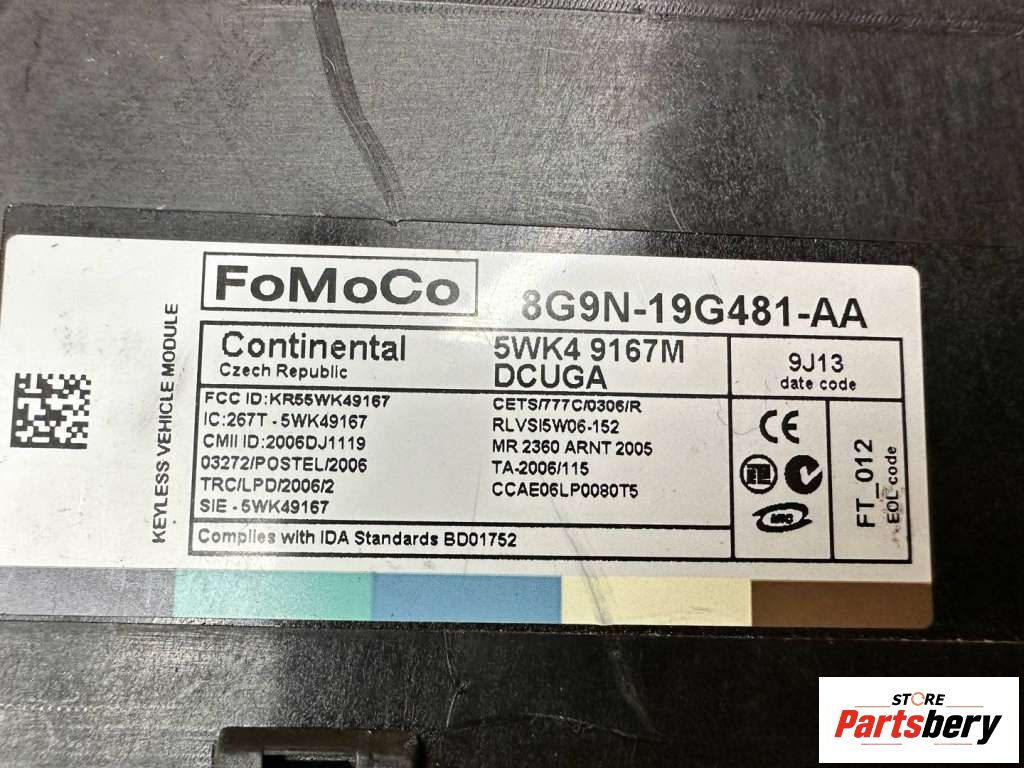 FoMoCo
8G9N-19G481-AA
KEYLESS VEHICLE MODULE
Continental
Czech Republic
5WK4 9167M
DCUGA
9J13
date code
FCC ID:KR55WK49167
IC:267T - 5WK49167
CMII ID:2006DJ1119
03272/POSTEL/2006
TRC/LPD/2006/2
SIE - 5WK49167
CETS/777C/0306/R
RLVSI5W06-152
MR 2360 ARNT 2005
TA-2006/115
CCAE06LP0080T5
Complies with IDA Standards BD01752
CE
FT_012
EOL code
STORE
Partsbery